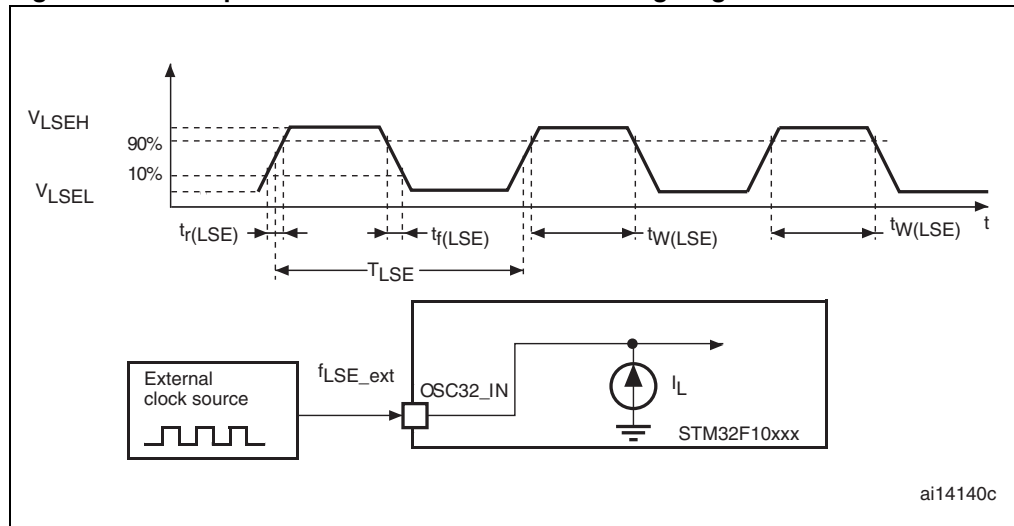 VLSEH
90%
10%
VLSEL
tr(LSE)
tf(LSE)
tW(LSE)
tW(LSE)
t
TLSE
External
clock source
fLSE_ext
OSC32_IN
IL
STM32F10xxx
ai14140c